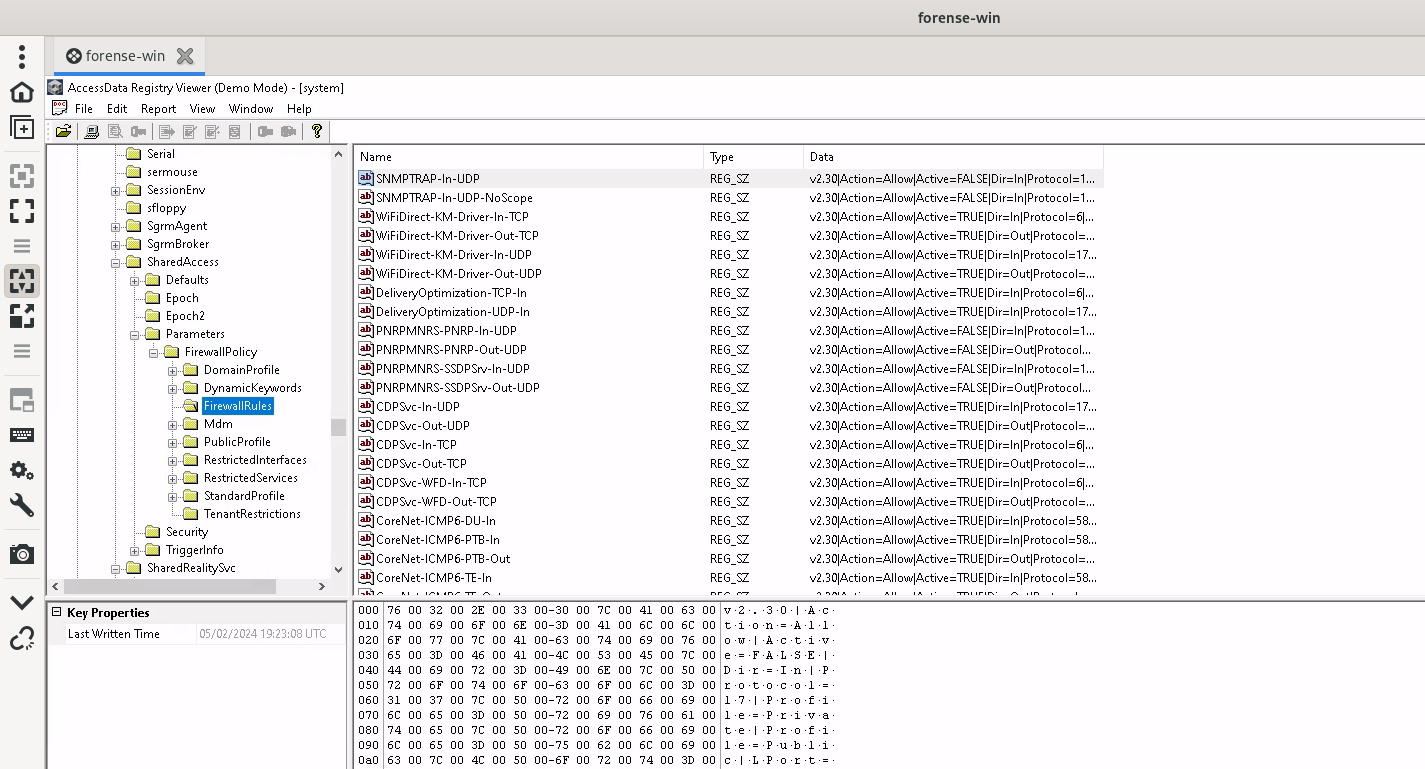 forense-win
forense-win
AccessData Registry Viewer (Demo Mode) - [system]
File Edit Report View Window Help
Serial
sermouse
SessionEnv
sfloppy
SgrmAgent
SgrmBroker
SharedAccess
Defaults
Epoch
Epoch2
Parameters
FirewallPolicy
DomainProfile
DynamicKeywords
FirewallRules
Mdm
PublicProfile
RestrictedInterfaces
RestrictedServices
StandardProfile
TenantRestrictions
Security
TriggerInfo
SharedRealitySvc
Name Type Data
SNMPTRAP-In-UDP REG_SZ v2.30|Action=Allow|Active=FALSE|Dir=In|Protocol=1...
SNMPTRAP-In-UDP-NoScope REG_SZ v2.30|Action=Allow|Active=FALSE|Dir=In|Protocol=1...
WiFiDirect-KM-Driver-In-TCP REG_SZ v2.30|Action=Allow|Active=TRUE|Dir=In|Protocol=6|...
WiFiDirect-KM-Driver-Out-TCP REG_SZ v2.30|Action=Allow|Active=TRUE|Dir=Out|Protocol=...
WiFiDirect-KM-Driver-In-UDP REG_SZ v2.30|Action=Allow|Active=TRUE|Dir=In|Protocol=17...
WiFiDirect-KM-Driver-Out-UDP REG_SZ v2.30|Action=Allow|Active=TRUE|Dir=Out|Protocol=...
DeliveryOptimization-TCP-In REG_SZ v2.30|Action=Allow|Active=TRUE|Dir=In|Protocol=6|...
DeliveryOptimization-UDP-In REG_SZ v2.30|Action=Allow|Active=TRUE|Dir=In|Protocol=17...
PNRPMNRS-PNRP-In-UDP REG_SZ v2.30|Action=Allow|Active=FALSE|Dir=In|Protocol=1...
PNRPMNRS-PNRP-Out-UDP REG_SZ v2.30|Action=Allow|Active=FALSE|Dir=Out|Protocol...
PNRPMNRS-SSDPSrv-In-UDP REG_SZ v2.30|Action=Allow|Active=FALSE|Dir=In|Protocol=1...
PNRPMNRS-SSDPSrv-Out-UDP REG_SZ v2.30|Action=Allow|Active=FALSE|Dir=Out|Protocol...
CDPSvc-In-UDP REG_SZ v2.30|Action=Allow|Active=TRUE|Dir=In|Protocol=17...
CDPSvc-Out-UDP REG_SZ v2.30|Action=Allow|Active=TRUE|Dir=Out|Protocol=...
CDPSvc-In-TCP REG_SZ v2.30|Action=Allow|Active=TRUE|Dir=In|Protocol=6|...
CDPSvc-Out-TCP REG_SZ v2.30|Action=Allow|Active=TRUE|Dir=Out|Protocol=...
CDPSvc-WFD-In-TCP REG_SZ v2.30|Action=Allow|Active=TRUE|Dir=In|Protocol=6|...
CDPSvc-WFD-Out-TCP REG_SZ v2.30|Action=Allow|Active=TRUE|Dir=Out|Protocol=...
CoreNet-ICMP6-DU-In REG_SZ v2.30|Action=Allow|Active=TRUE|Dir=In|Protocol=58...
CoreNet-ICMP6-PTB-In REG_SZ v2.30|Action=Allow|Active=TRUE|Dir=In|Protocol=58...
CoreNet-ICMP6-PTB-Out REG_SZ v2.30|Action=Allow|Active=TRUE|Dir=Out|Protocol=...
CoreNet-ICMP6-TE-In REG_SZ v2.30|Action=Allow|Active=TRUE|Dir=In|Protocol=58...
Key Properties
Last Written Time 05/02/2024 19:23:08 UTC
000 76 00 32 00 2E 00 33 00-30 00 7C 00 41 00 63 00 v·2·.·3·0·|·A·c·
010 74 00 69 00 6F 00 6E 00-3D 00 41 00 6C 00 6C 00 t·i·o·n·=·A·l·l·
020 6F 00 77 00 7C 00 41 00-63 00 74 00 69 00 76 00 o·w·|·A·c·t·i·v·
030 65 00 3D 00 46 00 41 00-4C 00 53 00 45 00 7C 00 e·=·F·A·L·S·E·|·
040 44 00 69 00 72 00 3D 00-49 00 6E 00 7C 00 50 00 D·i·r·=·I·n·|·P·
050 72 00 6F 00 74 00 6F 00-63 00 6F 00 6C 00 3D 00 r·o·t·o·c·o·l·=·
060 31 00 37 00 7C 00 50 00-72 00 6F 00 66 00 69 00 1·7·|·P·r·o·f·i·
070 6C 00 65 00 3D 00 50 00-72 00 69 00 76 00 61 00 l·e·=·P·r·i·v·a·
080 74 00 65 00 7C 00 50 00-72 00 6F 00 66 00 69 00 t·e·|·P·r·o·f·i·
090 6C 00 65 00 3D 00 50 00-75 00 62 00 6C 00 69 00 l·e·=·P·u·b·l·i·
0a0 63 00 7C 00 4C 00 50 00-6F 00 72 00 74 00 3D 00 c·|·L·P·o·r·t·=·